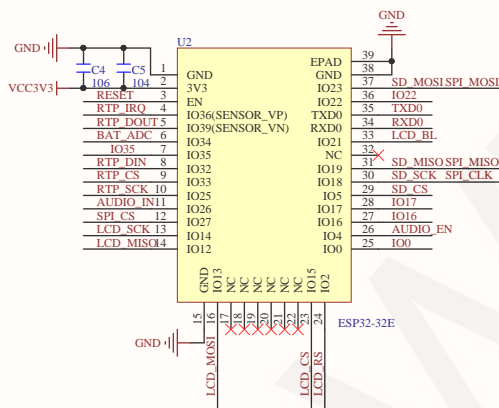 GND
U2
GND
C4
106
C5
104
VCC3V3
1 GND
2 3V3
RESET 3 EN
RTP_IRQ 4 IO36(SENSOR_VP)
RTP_DOUT 5 IO39(SENSOR_VN)
BAT_ADC 6 IO34
IO35 7 IO35
RTP_DIN 8 IO32
RTP_CS 9 IO33
RTP_SCK 10 IO25
AUDIO_IN 11 IO26
SPI_CS 12 IO27
LCD_SCK 13 IO14
LCD_MISO 14 IO12
EPAD 39
GND 38
IO23 37 SD_MOSI SPI_MOSI
IO22 36 IO22
TXD0 35 TXD0
RXD0 34 RXD0
IO21 33 LCD_BL
NC 32
IO19 31 SD_MISO SPI_MISO
IO18 30 SD_SCK SPI_CLK
IO5 29 SD_CS
IO17 28 IO17
IO16 27 IO16
IO4 26 AUDIO_EN
IO0 25 IO0
GND 15
IO13 16 LCD_MOSI
NC 17
NC 18
NC 19
NC 20
NC 21
NC 22
IO15 23 LCD_CS
IO2 24 LCD_RS
GND
ESP32-32E